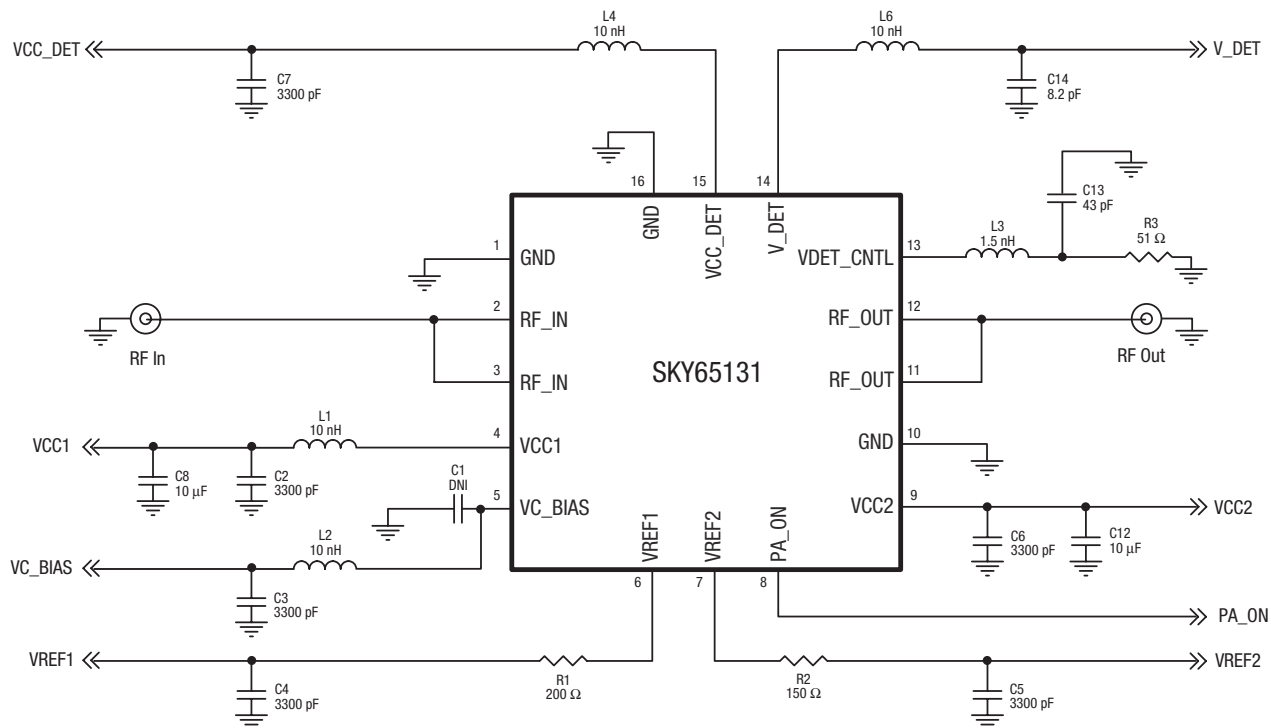 L4
10 nH
L6
10 nH
VCC_DET
V_DET
C7
3300 pF
C14
8.2 pF
16
15
14
GND
VCC_DET
V_DET
C13
43 pF
L3
1.5 nH
R3
51 Ω
1
GND
13
VDET_CNTL
2
RF_IN
12
RF_OUT
RF In
RF Out
3
RF_IN
SKY65131
11
RF_OUT
L1
10 nH
VCC1
4
VCC1
10
GND
C8
10 µF
C2
3300 pF
C1
DNI
5
VC_BIAS
9
VCC2
VCC2
L2
10 nH
VREF1
VREF2
PA_ON
C6
3300 pF
C12
10 µF
VC_BIAS
6
7
8
C3
3300 pF
PA_ON
VREF1
VREF2
R1
200 Ω
R2
150 Ω
C4
3300 pF
C5
3300 pF